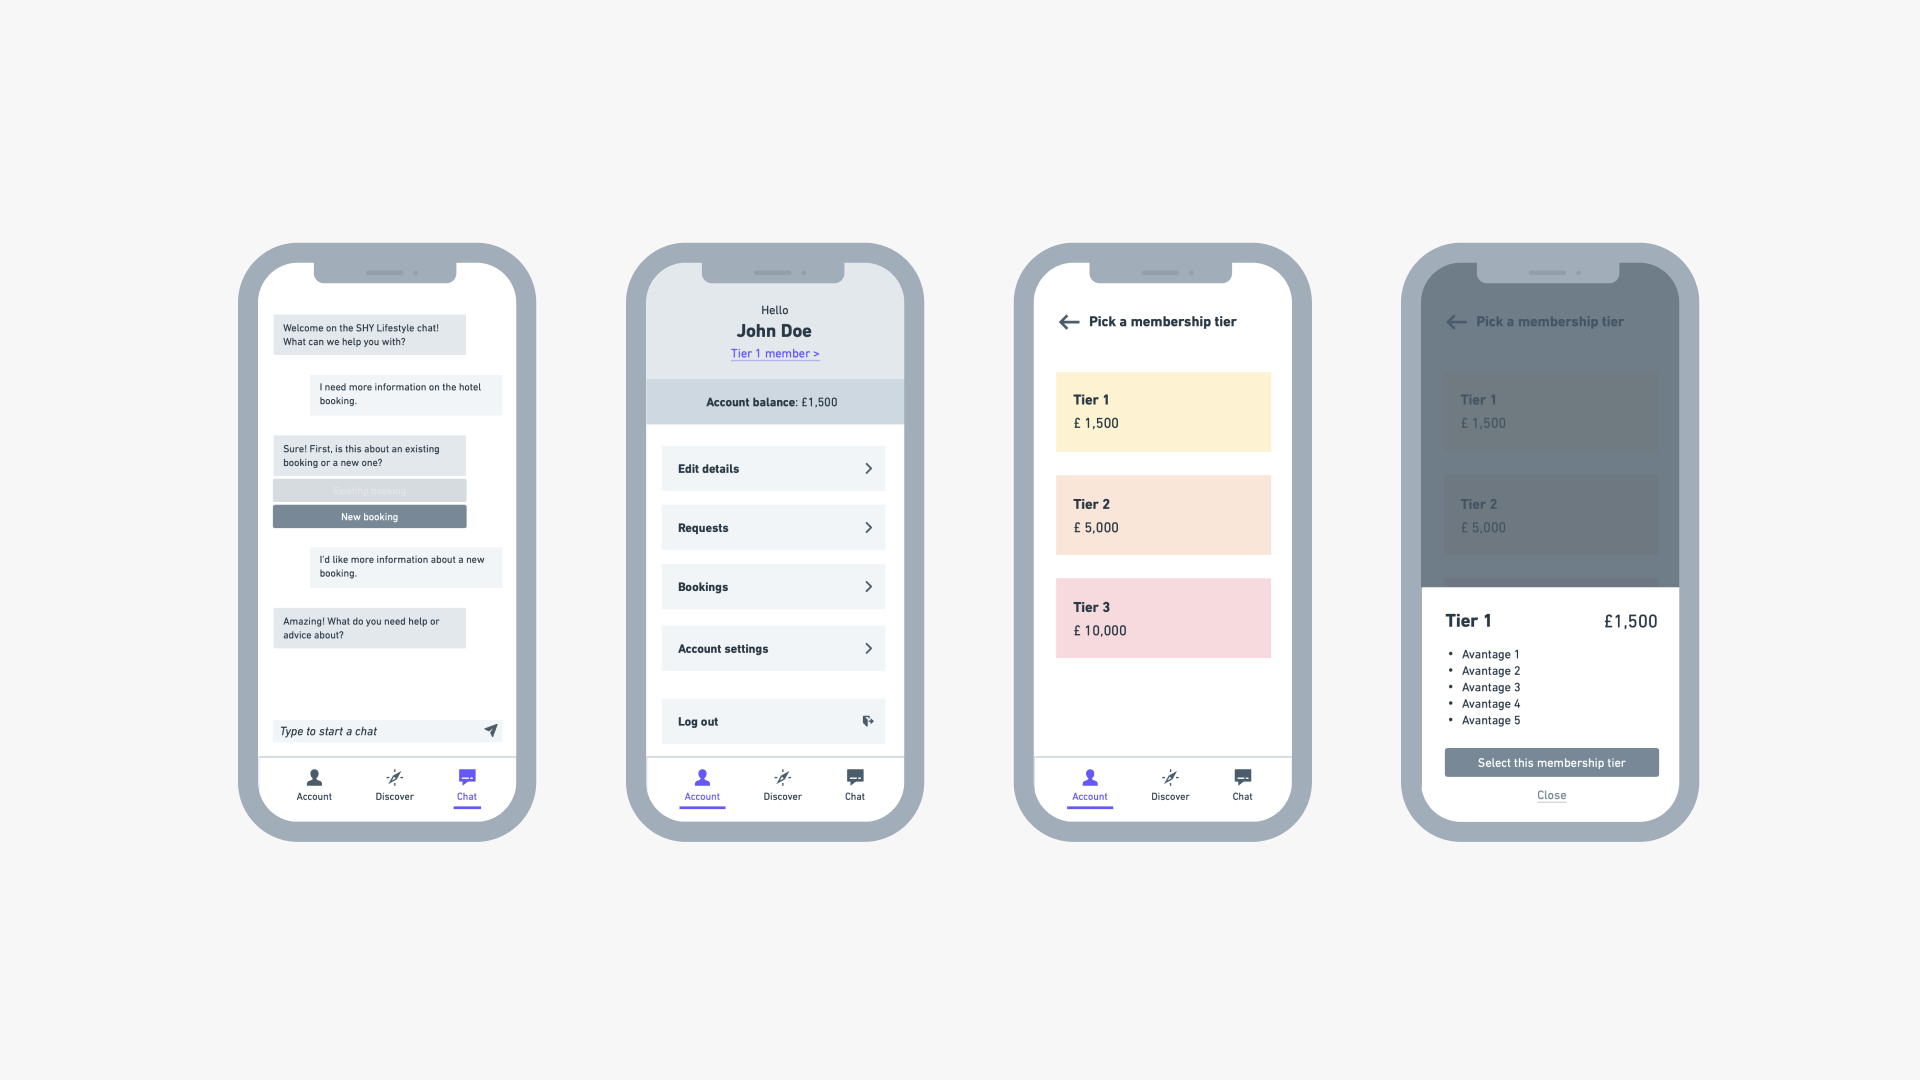 Welcome on the SHY Lifestyle chat!
What can we help you with?
I need more information on the hotel
booking.
Sure! First, is this about an existing
booking or a new one?
Existing booking
New booking
I'd like more information about a new
booking.
Amazing! What do you need help or
advice about?
Type to start a chat
Account
Discover
Chat
Hello
John Doe
Tier 1 member >
Account balance: £1,500
Edit details
Requests
Bookings
Account settings
Log out
Account
Discover
Chat
Pick a membership tier
Tier 1
£ 1,500
Tier 2
£ 5,000
Tier 3
£ 10,000
Account
Discover
Chat
Pick a membership tier
Tier 1
£ 1,500
Tier 2
£ 5,000
Tier 1 £1,500
• Avantage 1
• Avantage 2
• Avantage 3
• Avantage 4
• Avantage 5
Select this membership tier
Close